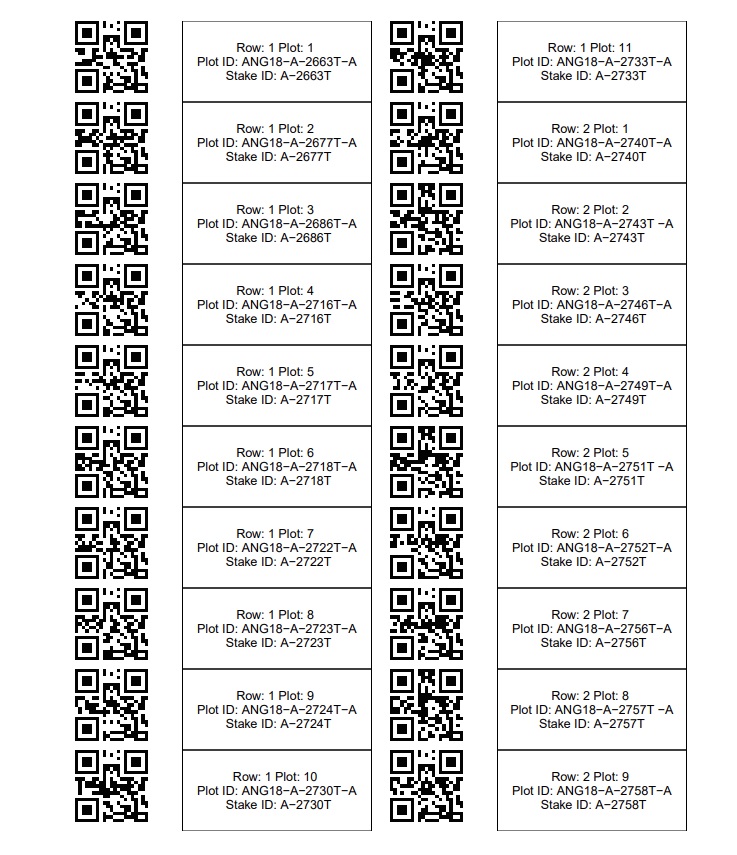 Row: 1 Plot: 1
Plot ID: ANG18−A−2663T−A
Stake ID: A−2663T
Row: 1 Plot: 2
Plot ID: ANG18−A−2677T−A
Stake ID: A−2677T
Row: 1 Plot: 3
Plot ID: ANG18−A−2686T−A
Stake ID: A−2686T
Row: 1 Plot: 4
Plot ID: ANG18−A−2716T−A
Stake ID: A−2716T
Row: 1 Plot: 5
Plot ID: ANG18−A−2717T−A
Stake ID: A−2717T
Row: 1 Plot: 6
Plot ID: ANG18−A−2718T−A
Stake ID: A−2718T
Row: 1 Plot: 7
Plot ID: ANG18−A−2722T−A
Stake ID: A−2722T
Row: 1 Plot: 8
Plot ID: ANG18−A−2723T−A
Stake ID: A−2723T
Row: 1 Plot: 9
Plot ID: ANG18−A−2724T−A
Stake ID: A−2724T
Row: 1 Plot: 10
Plot ID: ANG18−A−2730T−A
Stake ID: A−2730T
Row: 1 Plot: 11
Plot ID: ANG18−A−2733T−A
Stake ID: A−2733T
Row: 2 Plot: 1
Plot ID: ANG18−A−2740T−A
Stake ID: A−2740T
Row: 2 Plot: 2
Plot ID: ANG18−A−2743T −A
Stake ID: A−2743T
Row: 2 Plot: 3
Plot ID: ANG18−A−2746T−A
Stake ID: A−2746T
Row: 2 Plot: 4
Plot ID: ANG18−A−2749T−A
Stake ID: A−2749T
Row: 2 Plot: 5
Plot ID: ANG18−A−2751T −A
Stake ID: A−2751T
Row: 2 Plot: 6
Plot ID: ANG18−A−2752T−A
Stake ID: A−2752T
Row: 2 Plot: 7
Plot ID: ANG18−A−2756T−A
Stake ID: A−2756T
Row: 2 Plot: 8
Plot ID: ANG18−A−2757T −A
Stake ID: A−2757T
Row: 2 Plot: 9
Plot ID: ANG18−A−2758T−A
Stake ID: A−2758T